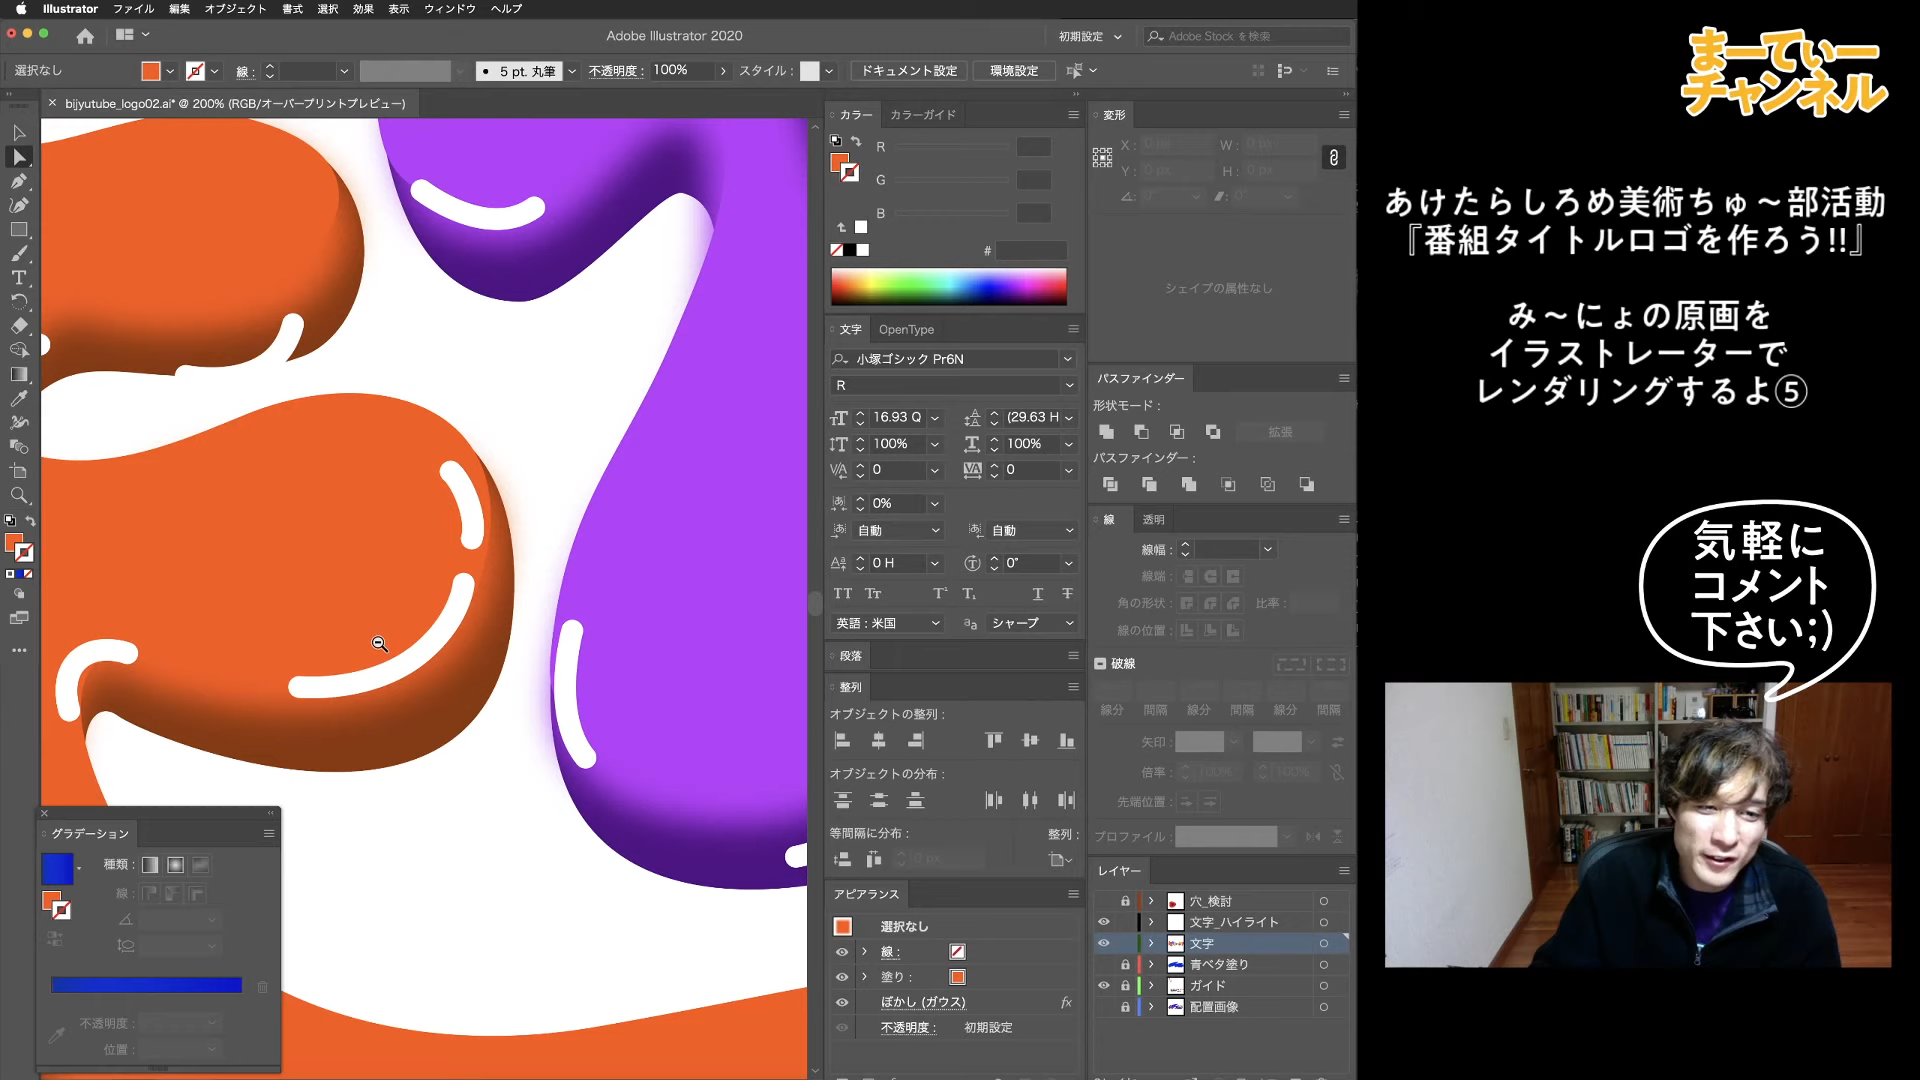 Illustrator ファイル 編集 オブジェクト 書式 選択 効果 表示 ウィンドウ ヘルプ
Adobe Illustrator 2020
初期設定
Adobe Stock を検索
選択なし
線 :
5 pt. 丸筆
不透明度 : 100%
スタイル :
ドキュメント設定
環境設定
bijyutube_logo02.ai* @ 200% (RGB/オーバープリントプレビュー)
カラー カラーガイド
R
G
B
#
文字 OpenType
小塚ゴシック Pr6N
R
16.93 Q (29.63 H
100% 100%
0 0
0%
自動 自動
0 H 0°
英語 : 米国 シャープ
段落
整列
オブジェクトの整列 :
オブジェクトの分布 :
等間隔に分布 : 整列 :
0 px
アピアランス
選択なし
線 :
塗り :
ぼかし (ガウス) fx
不透明度 : 初期設定
変形
X : 0 px W : 0 px
Y : 0 px H : 0 px
0° 0°
シェイプの属性なし
パスファインダー
形状モード :
拡張
パスファインダー :
線 透明
線幅 :
線端 :
角の形状 : 比率 :
線の位置 :
破線
線分 間隔 線分 間隔 線分 間隔
矢印 :
倍率 : 100% 100%
先端位置 :
プロファイル :
レイヤー
穴_検討
文字_ハイライト
文字
青ベタ塗り
ガイド
配置画像
グラデーション
種類 :
線 :
不透明度 :
位置 :
まーてぃー
チャンネル
あけたらしろめ美術ちゅ～部活動
『番組タイトルロゴを作ろう!!』
み～にょの原画を
イラストレーターで
レンダリングするよ⑤
気軽に
コメント
下さい;)